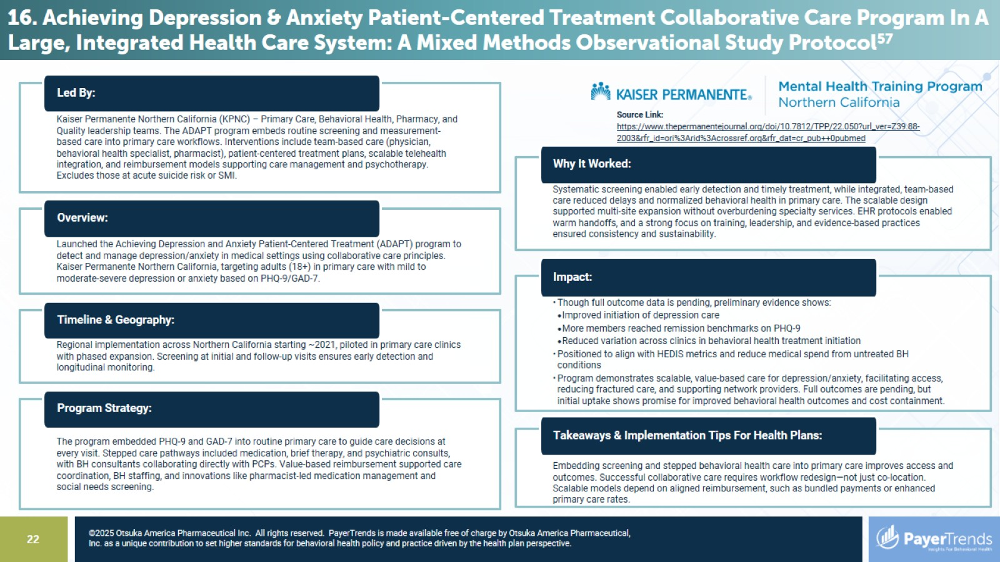 16. Achieving Depression & Anxiety Patient-Centered Treatment Collaborative Care Program In A
Large, Integrated Health Care System: A Mixed Methods Observational Study Protocol57
Led By:
Kaiser Permanente Northern California (KPNC) – Primary Care, Behavioral Health, Pharmacy, and
Quality leadership teams. The ADAPT program embeds routine screening and measurement-
based care into primary care workflows. Interventions include team-based care (physician,
behavioral health specialist, pharmacist), patient-centered treatment plans, scalable telehealth
integration, and reimbursement models supporting care management and psychotherapy.
Excludes those at acute suicide risk or SMI.
Overview:
Launched the Achieving Depression and Anxiety Patient-Centered Treatment (ADAPT) program to
detect and manage depression/anxiety in medical settings using collaborative care principles.
Kaiser Permanente Northern California, targeting adults (18+) in primary care with mild to
moderate-severe depression or anxiety based on PHQ-9/GAD-7.
Timeline & Geography:
Regional implementation across Northern California starting ~2021, piloted in primary care clinics
with phased expansion. Screening at initial and follow-up visits ensures early detection and
longitudinal monitoring.
Program Strategy:
The program embedded PHQ-9 and GAD-7 into routine primary care to guide care decisions at
every visit. Stepped care pathways included medication, brief therapy, and psychiatric consults,
with BH consultants collaborating directly with PCPs. Value-based reimbursement supported care
coordination, BH staffing, and innovations like pharmacist-led medication management and
social needs screening.
KAISER PERMANENTE®
Mental Health Training Program
Northern California
Source Link:
https://www.thepermanentejournal.org/doi/10.7812/TPP/22.050?url_ver=Z39.88-
2003&rfr_id=ori%3Arid%3Acrossref.org&rfr_dat=cr_pub++0pubmed
Why It Worked:
Systematic screening enabled early detection and timely treatment, while integrated, team-based
care reduced delays and normalized behavioral health in primary care. The scalable design
supported multi-site expansion without overburdening specialty services. EHR protocols enabled
warm handoffs, and a strong focus on training, leadership, and evidence-based practices
ensured consistency and sustainability.
Impact:
• Though full outcome data is pending, preliminary evidence shows:
•Improved initiation of depression care
•More members reached remission benchmarks on PHQ-9
•Reduced variation across clinics in behavioral health treatment initiation
• Positioned to align with HEDIS metrics and reduce medical spend from untreated BH
conditions
• Program demonstrates scalable, value-based care for depression/anxiety, facilitating access,
reducing fractured care, and supporting network providers. Full outcomes are pending, but
initial uptake shows promise for improved behavioral health outcomes and cost containment.
Takeaways & Implementation Tips For Health Plans:
Embedding screening and stepped behavioral health care into primary care improves access and
outcomes. Successful collaborative care requires workflow redesign—not just co-location.
Scalable models depend on aligned reimbursement, such as bundled payments or enhanced
primary care rates.
22
©2025 Otsuka America Pharmaceutical Inc. All rights reserved. PayerTrends is made available free of charge by Otsuka America Pharmaceutical,
Inc. as a unique contribution to set higher standards for behavioral health policy and practice driven by the health plan perspective.
PayerTrends
Insights For Behavioral Health